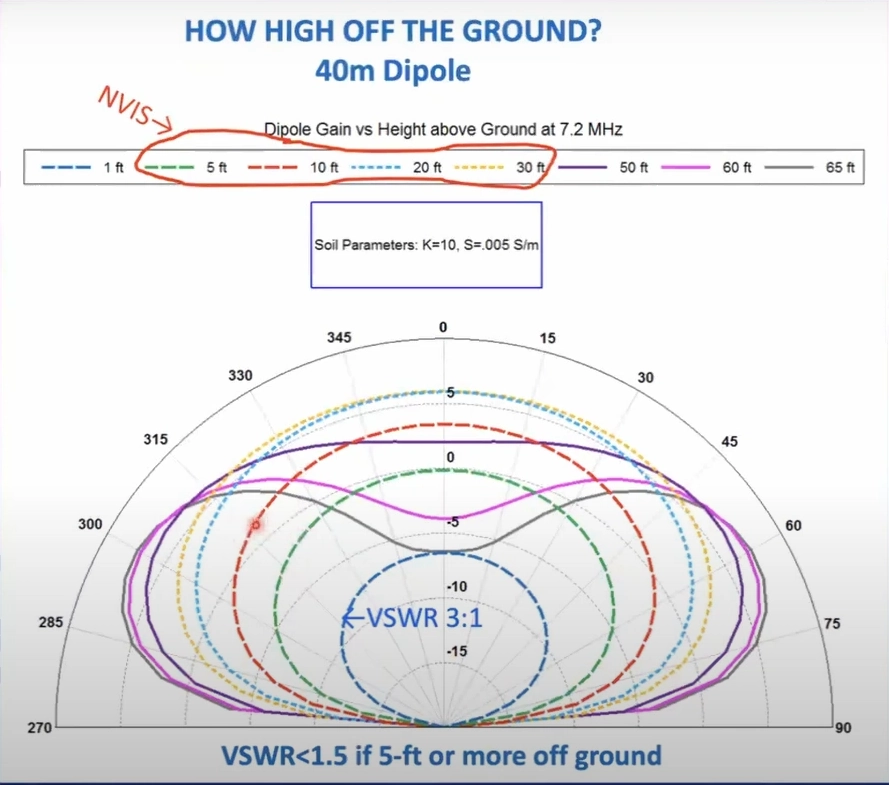 HOW HIGH OFF THE GROUND?
40m Dipole
NVIS→
Dipole Gain vs Height above Ground at 7.2 MHz
1 ft 5 ft 10 ft 20 ft 30 ft 50 ft 60 ft 65 ft
Soil Parameters: K=10, S=.005 S/m
0
345 15
330 30
5
315 45
0
300 60
-5
-10
←VSWR 3:1
285 75
-15
270 90
VSWR<1.5 if 5-ft or more off ground